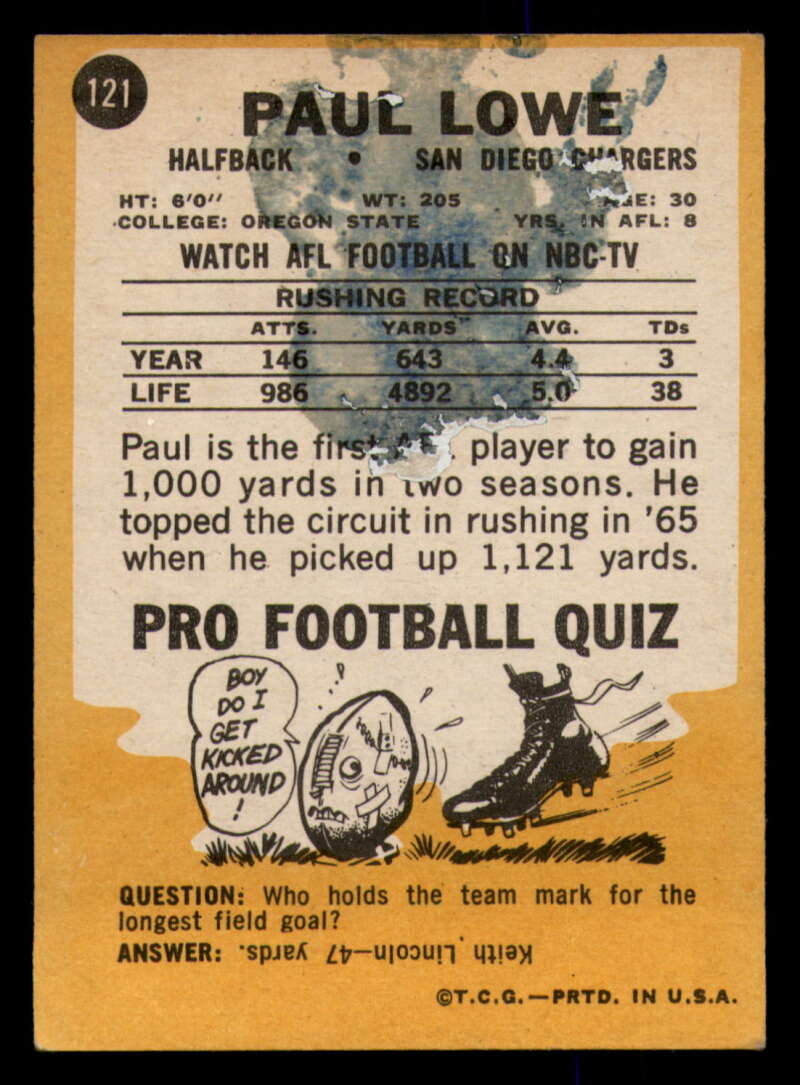 121
PAUL LOWE
HALFBACK • SAN DIEGO CHARGERS
HT: 6'0" WT: 205 AGE: 30
COLLEGE: OREGON STATE YRS. IN AFL: 8
WATCH AFL FOOTBALL ON NBC-TV
RUSHING RECORD
ATTS. YARDS AVG. TDs
YEAR 146 643 4.4 3
LIFE 986 4892 5.0 38
Paul is the first AFL player to gain
1,000 yards in two seasons. He
topped the circuit in rushing in '65
when he picked up 1,121 yards.
PRO FOOTBALL QUIZ
BOY
DO I
GET
KICKED
AROUND
!
QUESTION: Who holds the team mark for the
longest field goal?
ANSWER: Keith Lincoln—47 yards.
©T.C.G.—PRTD. IN U.S.A.